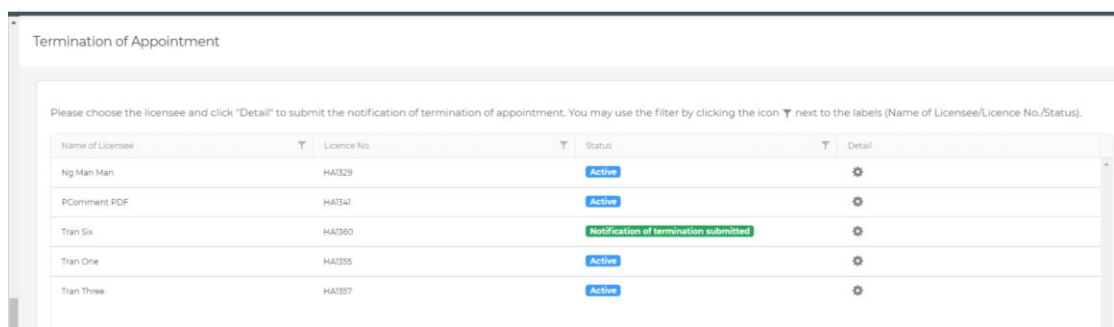 Termination of Appointment
Please choose the licensee and click "Detail" to submit the notification of termination of appointment. You may use the filter by clicking the icon next to the labels (Name of Licensee/Licence No./Status).
Name of Licensee Licence No. Status Detail
Ng Man Man HA1329 Active
PComment PDF HA1341 Active
Tran Six HA1360 Notification of termination submitted
Tran One HA1355 Active
Tran Three HA1357 Active